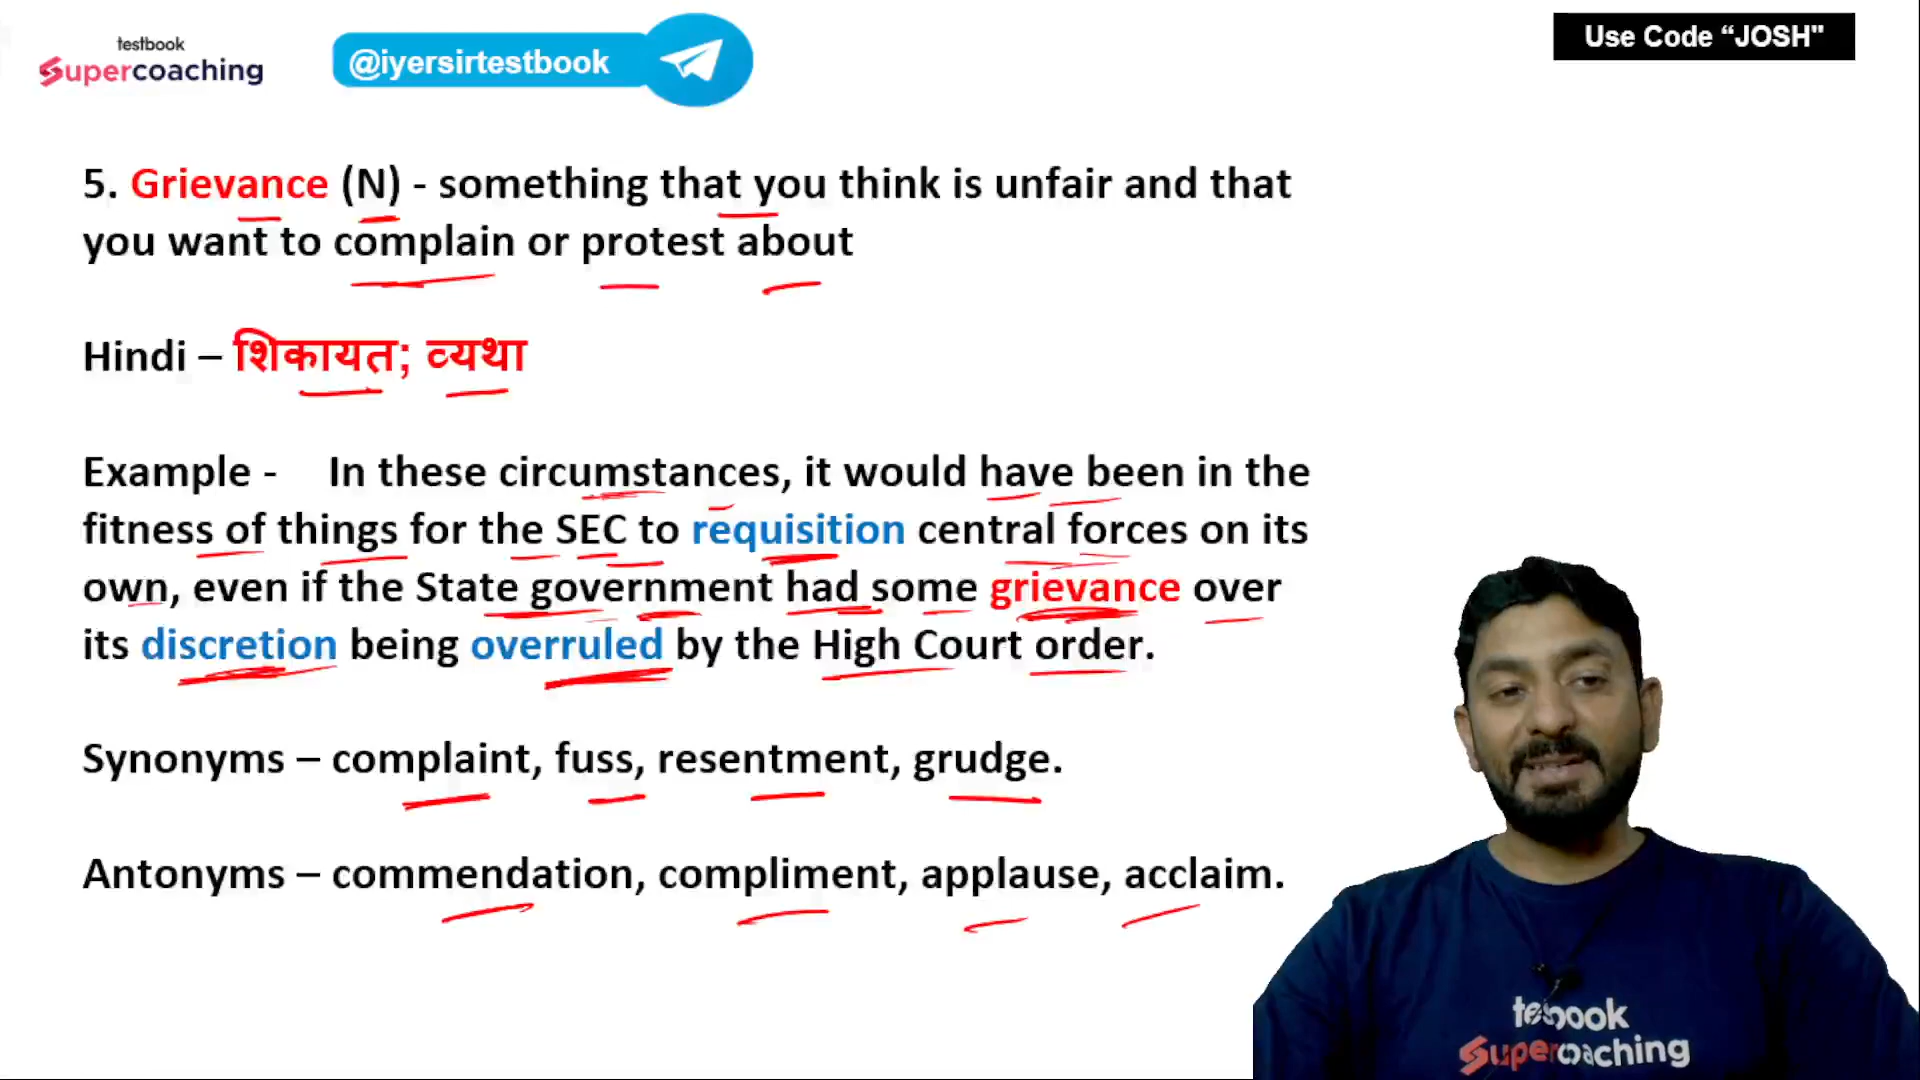 testbook
Supercoaching
@iyersirtestbook
Use Code “JOSH"
5. Grievance (N) - something that you think is unfair and that
you want to complain or protest about
Hindi – शिकायत; व्यथा
Example - In these circumstances, it would have been in the
fitness of things for the SEC to requisition central forces on its
own, even if the State government had some grievance over
its discretion being overruled by the High Court order.
Synonyms – complaint, fuss, resentment, grudge.
Antonyms – commendation, compliment, applause, acclaim.
testbook
Supercoaching